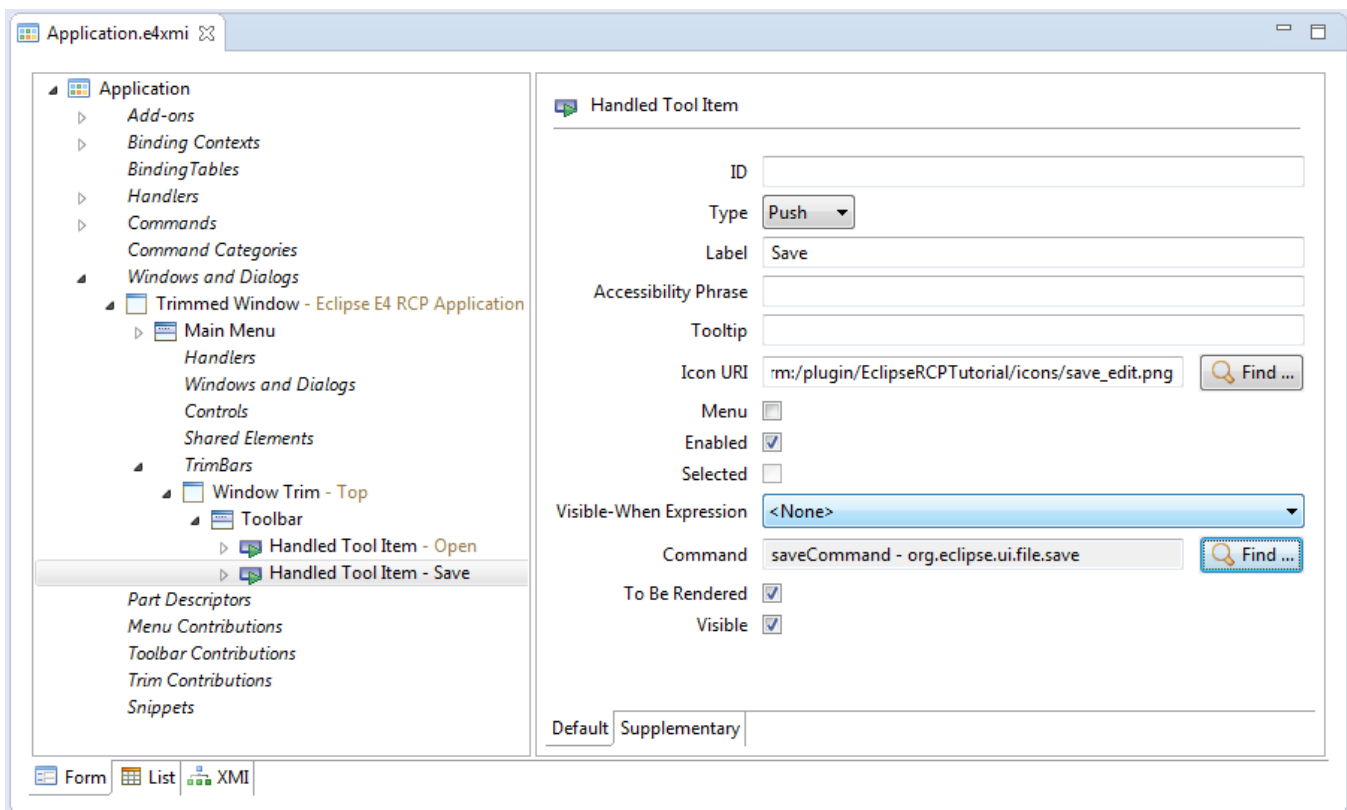 Application.e4xmi
Application
Add-ons
Binding Contexts
BindingTables
Handlers
Commands
Command Categories
Windows and Dialogs
Trimmed Window - Eclipse E4 RCP Application
Main Menu
Handlers
Windows and Dialogs
Controls
Shared Elements
TrimBars
Window Trim - Top
Toolbar
Handled Tool Item - Open
Handled Tool Item - Save
Part Descriptors
Menu Contributions
Toolbar Contributions
Trim Contributions
Snippets
Handled Tool Item
ID
Type Push
Label Save
Accessibility Phrase
Tooltip
Icon URI rm:/plugin/EclipseRCPTutorial/icons/save_edit.png Find ...
Menu
Enabled
Selected
Visible-When Expression <None>
Command saveCommand - org.eclipse.ui.file.save Find ...
To Be Rendered
Visible
Default Supplementary
Form List XMI